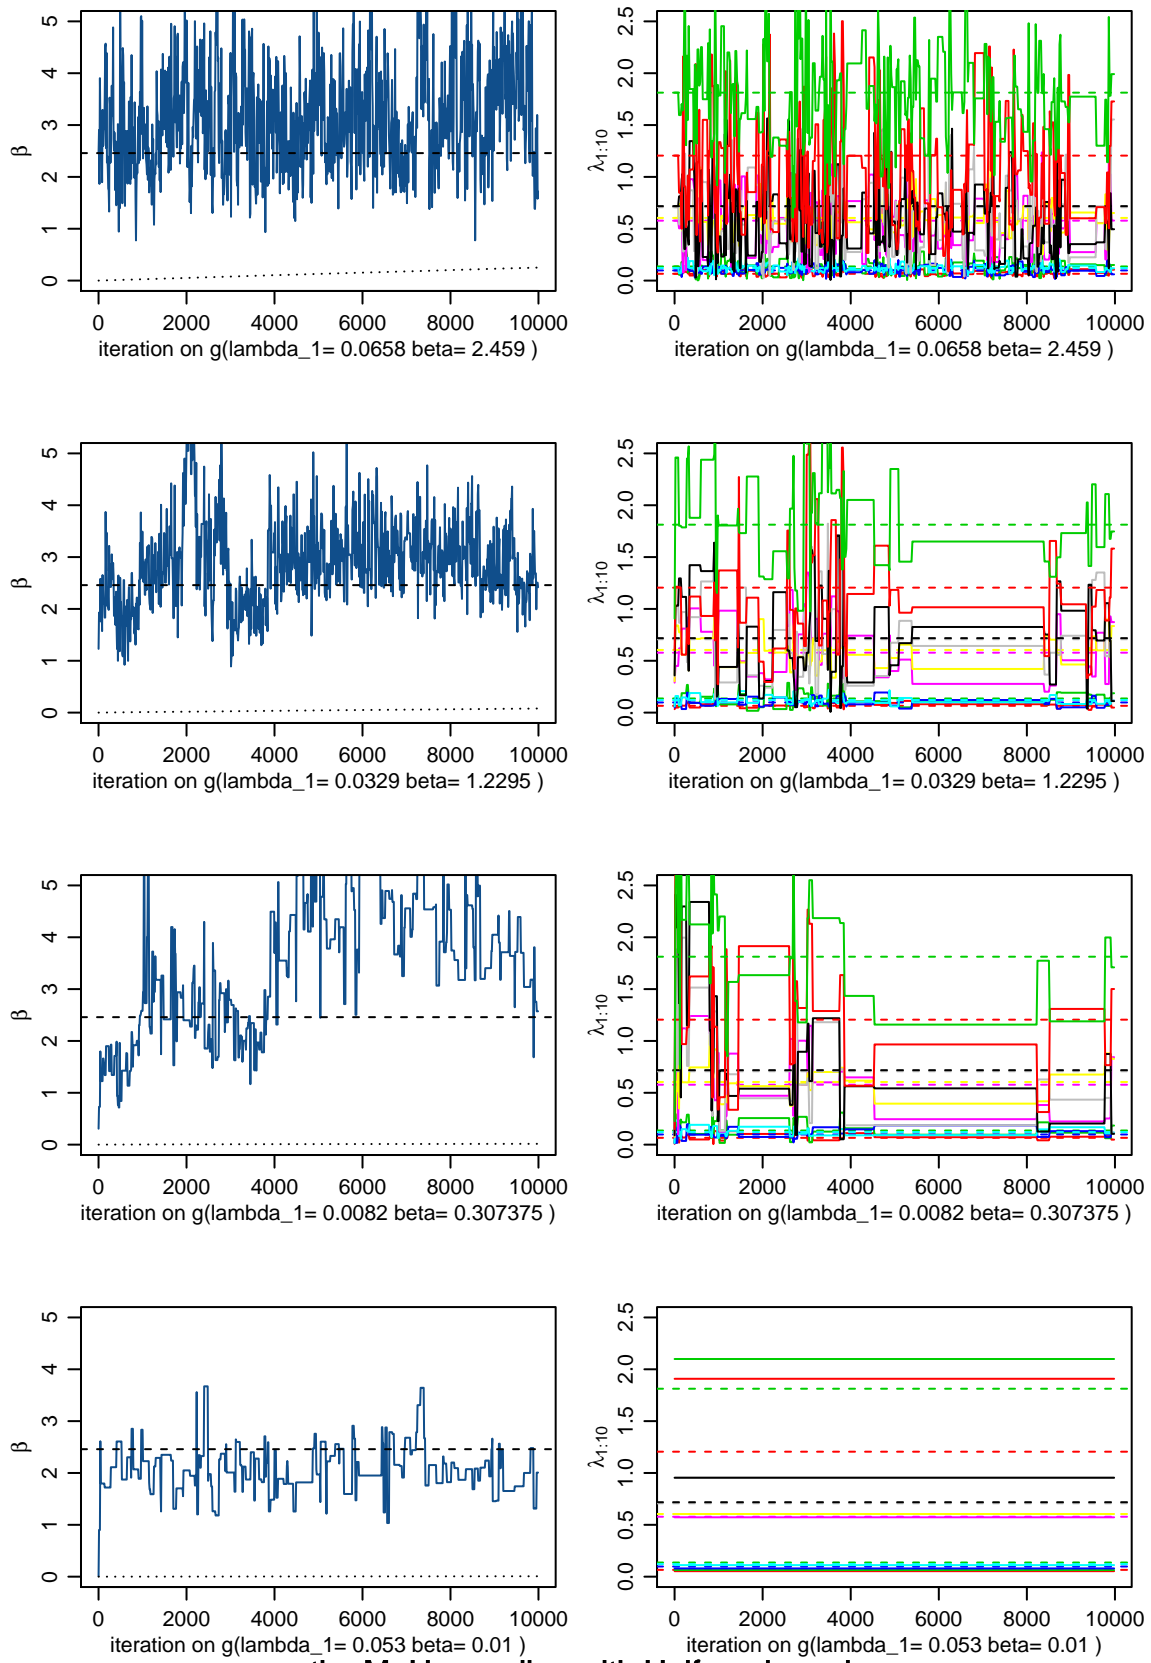 β
0 1 2 3 4 5
0 2000 4000 6000 8000 10000
iteration on g(lambda_1= 0.0658 beta= 2.459 )
λ1:10
0.0 0.5 1.0 1.5 2.0 2.5
0 2000 4000 6000 8000 10000
iteration on g(lambda_1= 0.0658 beta= 2.459 )
β
0 1 2 3 4 5
0 2000 4000 6000 8000 10000
iteration on g(lambda_1= 0.0329 beta= 1.2295 )
λ1:10
0.0 0.5 1.0 1.5 2.0 2.5
0 2000 4000 6000 8000 10000
iteration on g(lambda_1= 0.0329 beta= 1.2295 )
β
0 1 2 3 4 5
0 2000 4000 6000 8000 10000
iteration on g(lambda_1= 0.0082 beta= 0.307375 )
λ1:10
0.0 0.5 1.0 1.5 2.0 2.5
0 2000 4000 6000 8000 10000
iteration on g(lambda_1= 0.0082 beta= 0.307375 )
β
0 1 2 3 4 5
0 2000 4000 6000 8000 10000
iteration on g(lambda_1= 0.053 beta= 0.01 )
λ1:10
0.0 0.5 1.0 1.5 2.0 2.5
0 2000 4000 6000 8000 10000
iteration on g(lambda_1= 0.053 beta= 0.01 )